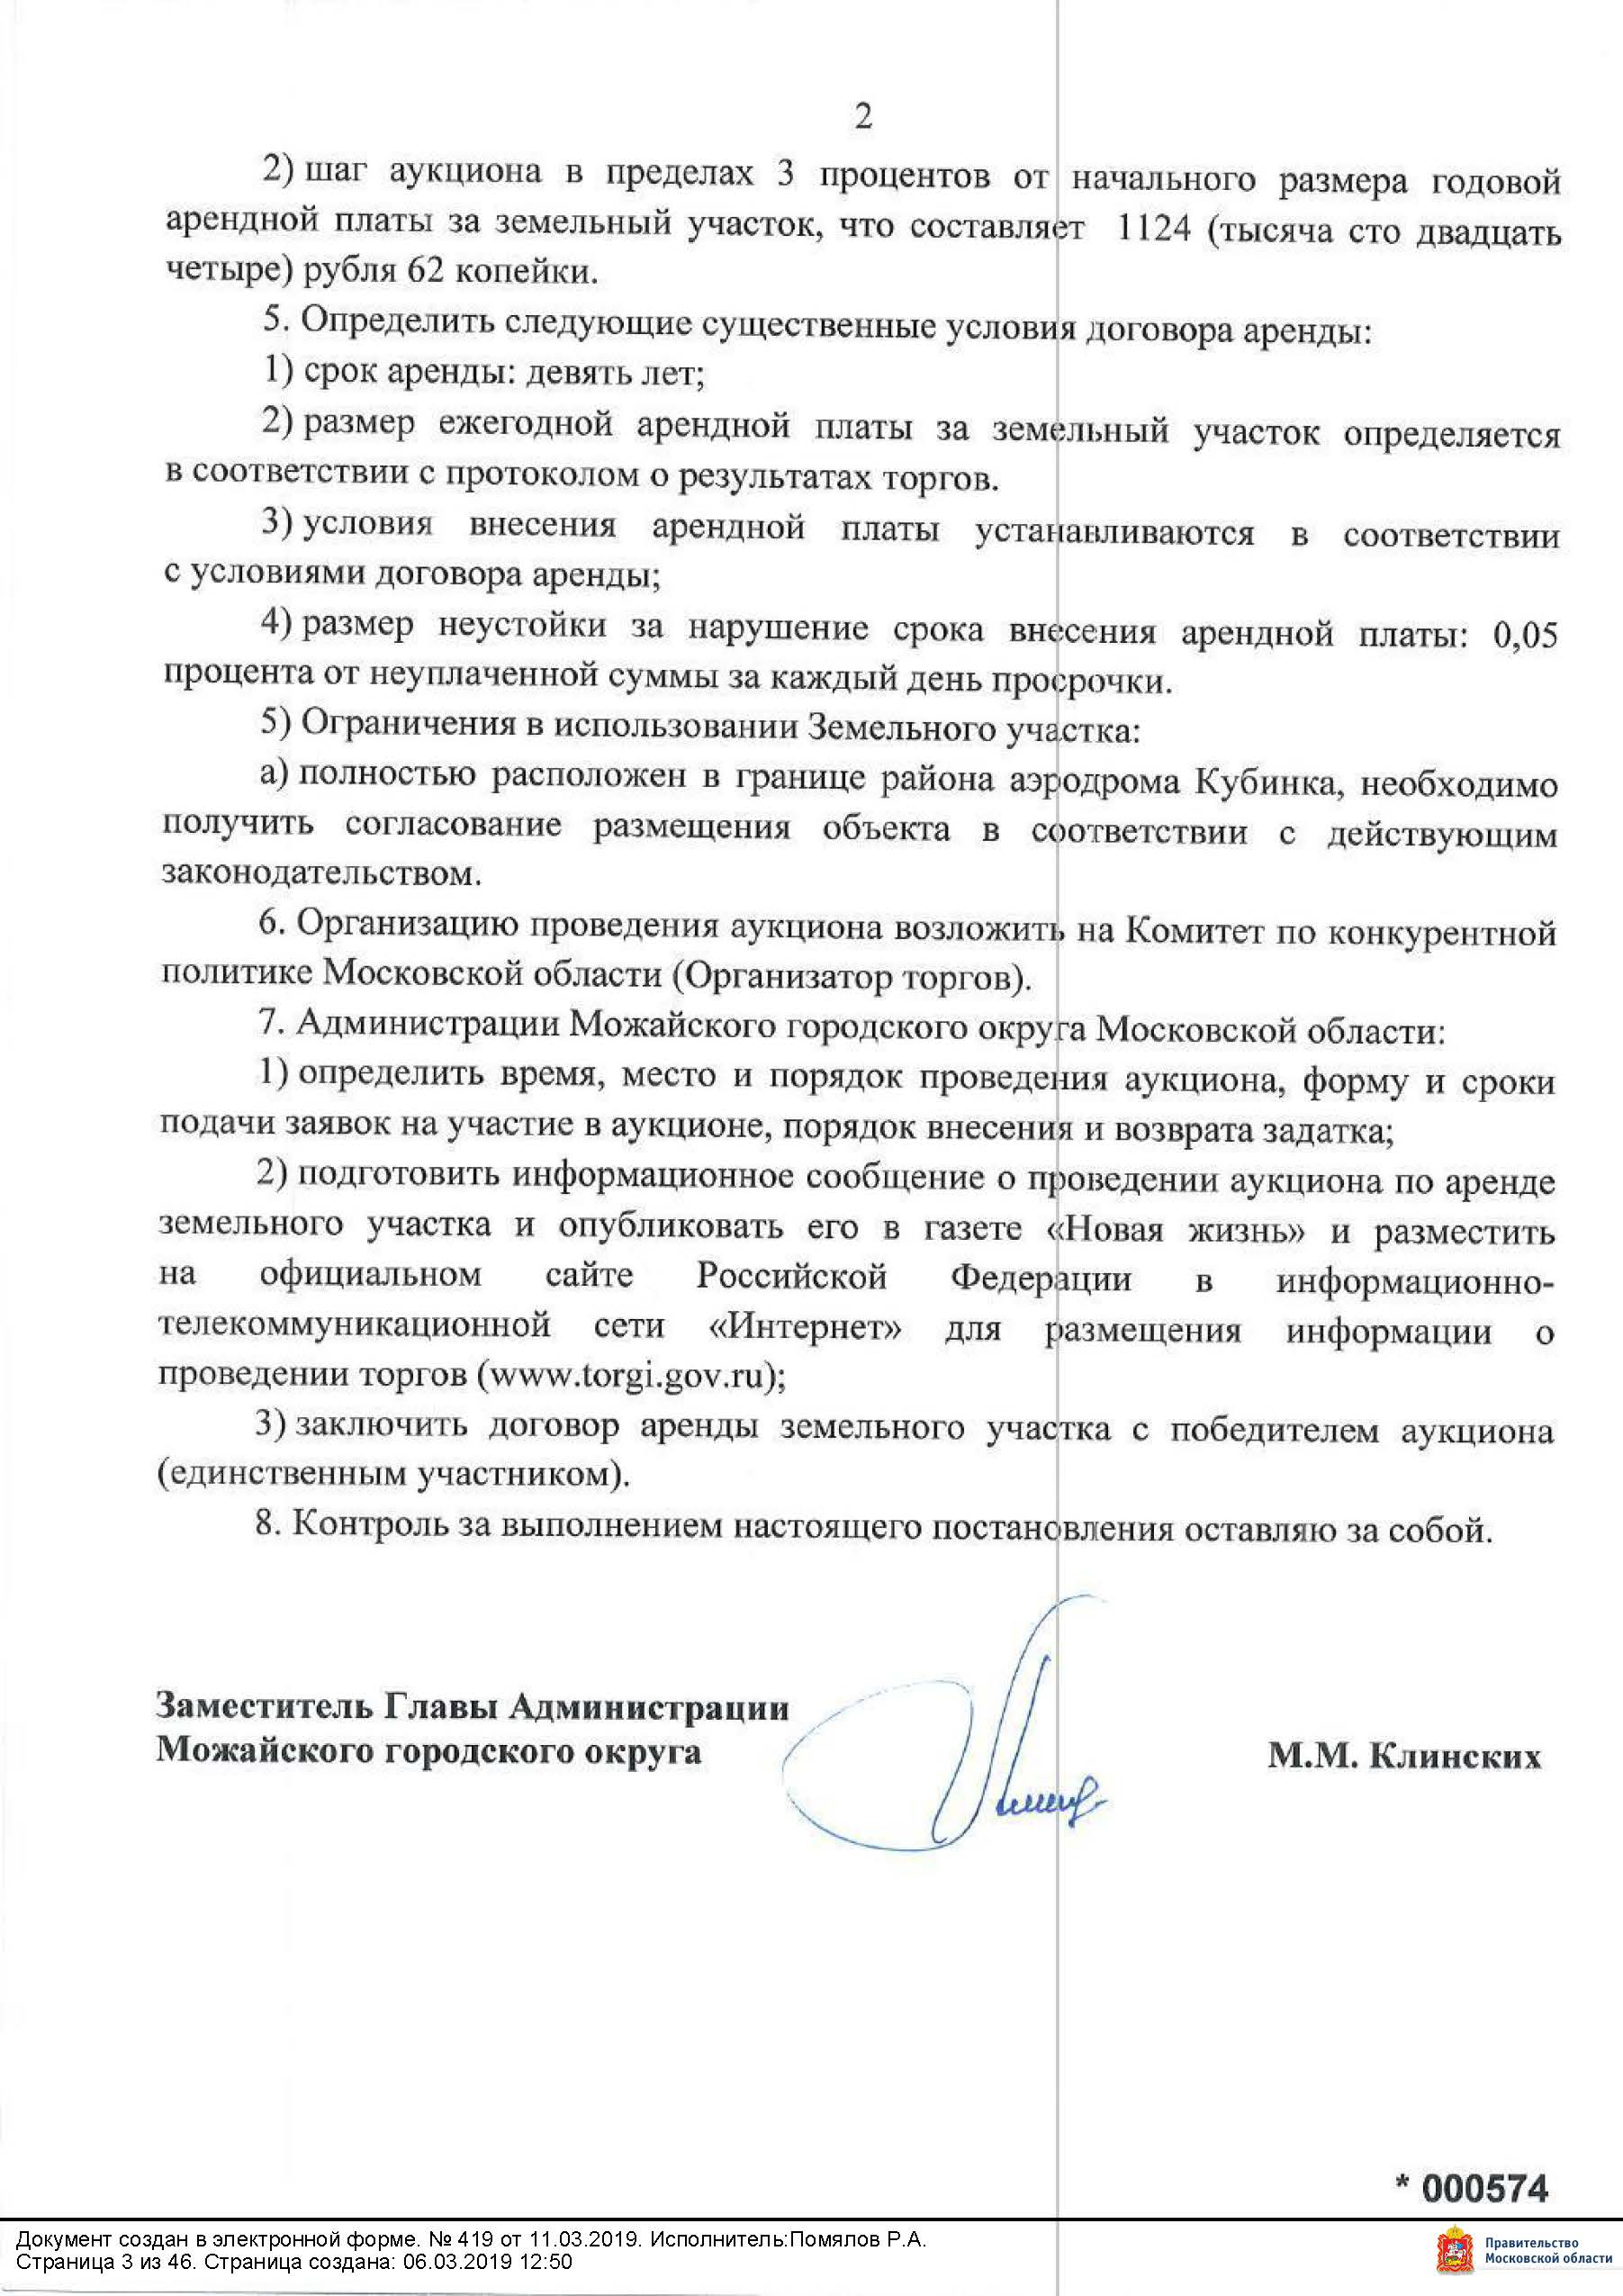 2
2) шаг аукциона в пределах 3 процентов от начального размера годовой
арендной платы за земельный участок, что составляет 1124 (тысяча сто двадцать
четыре) рубля 62 копейки.
5. Определить следующие существенные условия договора аренды:
1) срок аренды: девять лет;
2) размер ежегодной арендной платы за земельный участок определяется
в соответствии с протоколом о результатах торгов.
3) условия внесения арендной платы устанавливаются в соответствии
с условиями договора аренды;
4) размер неустойки за нарушение срока внесения арендной платы: 0,05
процента от неуплаченной суммы за каждый день просрочки.
5) Ограничения в использовании Земельного участка:
а) полностью расположен в границе района аэродрома Кубинка, необходимо
получить согласование размещения объекта в соответствии с действующим
законодательством.
6. Организацию проведения аукциона возложить на Комитет по конкурентной
политике Московской области (Организатор торгов).
7. Администрации Можайского городского округа Московской области:
1) определить время, место и порядок проведения аукциона, форму и сроки
подачи заявок на участие в аукционе, порядок внесения и возврата задатка;
2) подготовить информационное сообщение о проведении аукциона по аренде
земельного участка и опубликовать его в газете «Новая жизнь» и разместить
на официальном сайте Российской Федерации в информационно-
телекоммуникационной сети «Интернет» для размещения информации о
проведении торгов (www.torgi.gov.ru);
3) заключить договор аренды земельного участка с победителем аукциона
(единственным участником).
8. Контроль за выполнением настоящего постановления оставляю за собой.
Заместитель Главы Администрации
Можайского городского округа
М.М. Клинских
* 000574
Документ создан в электронной форме. № 419 от 11.03.2019. Исполнитель:Помялов Р.А.
Страница 3 из 46. Страница создана: 06.03.2019 12:50
Правительство
Московской области